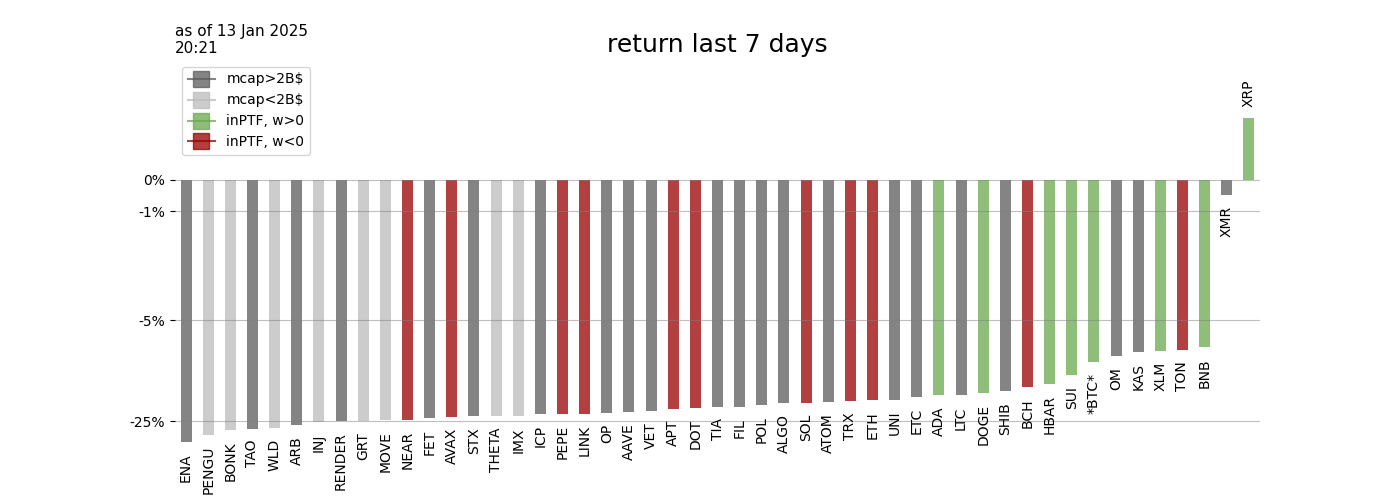 as of 13 Jan 2025
20:21
return last 7 days
mcap>2B$
mcap<2B$
inPTF, w>0
inPTF, w<0
0%
-1%
-5%
-25%
ENA
PENGU
BONK
TAO
WLD
ARB
INJ
RENDER
GRT
MOVE
NEAR
FET
AVAX
STX
THETA
IMX
ICP
PEPE
LINK
OP
AAVE
VET
APT
DOT
TIA
FIL
POL
ALGO
SOL
ATOM
TRX
ETH
UNI
ETC
ADA
LTC
DOGE
SHIB
BCH
HBAR
SUI
*BTC*
OM
KAS
XLM
TON
BNB
XMR
XRP